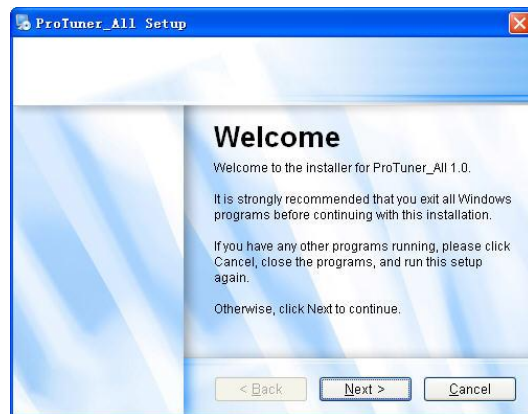 ProTuner_All Setup
Welcome
Welcome to the installer for ProTuner_All 1.0.
It is strongly recommended that you exit all Windows
programs before continuing with this installation.
If you have any other programs running, please click
Cancel, close the programs, and run this setup
again.
Otherwise, click Next to continue.
< Back
Next >
Cancel